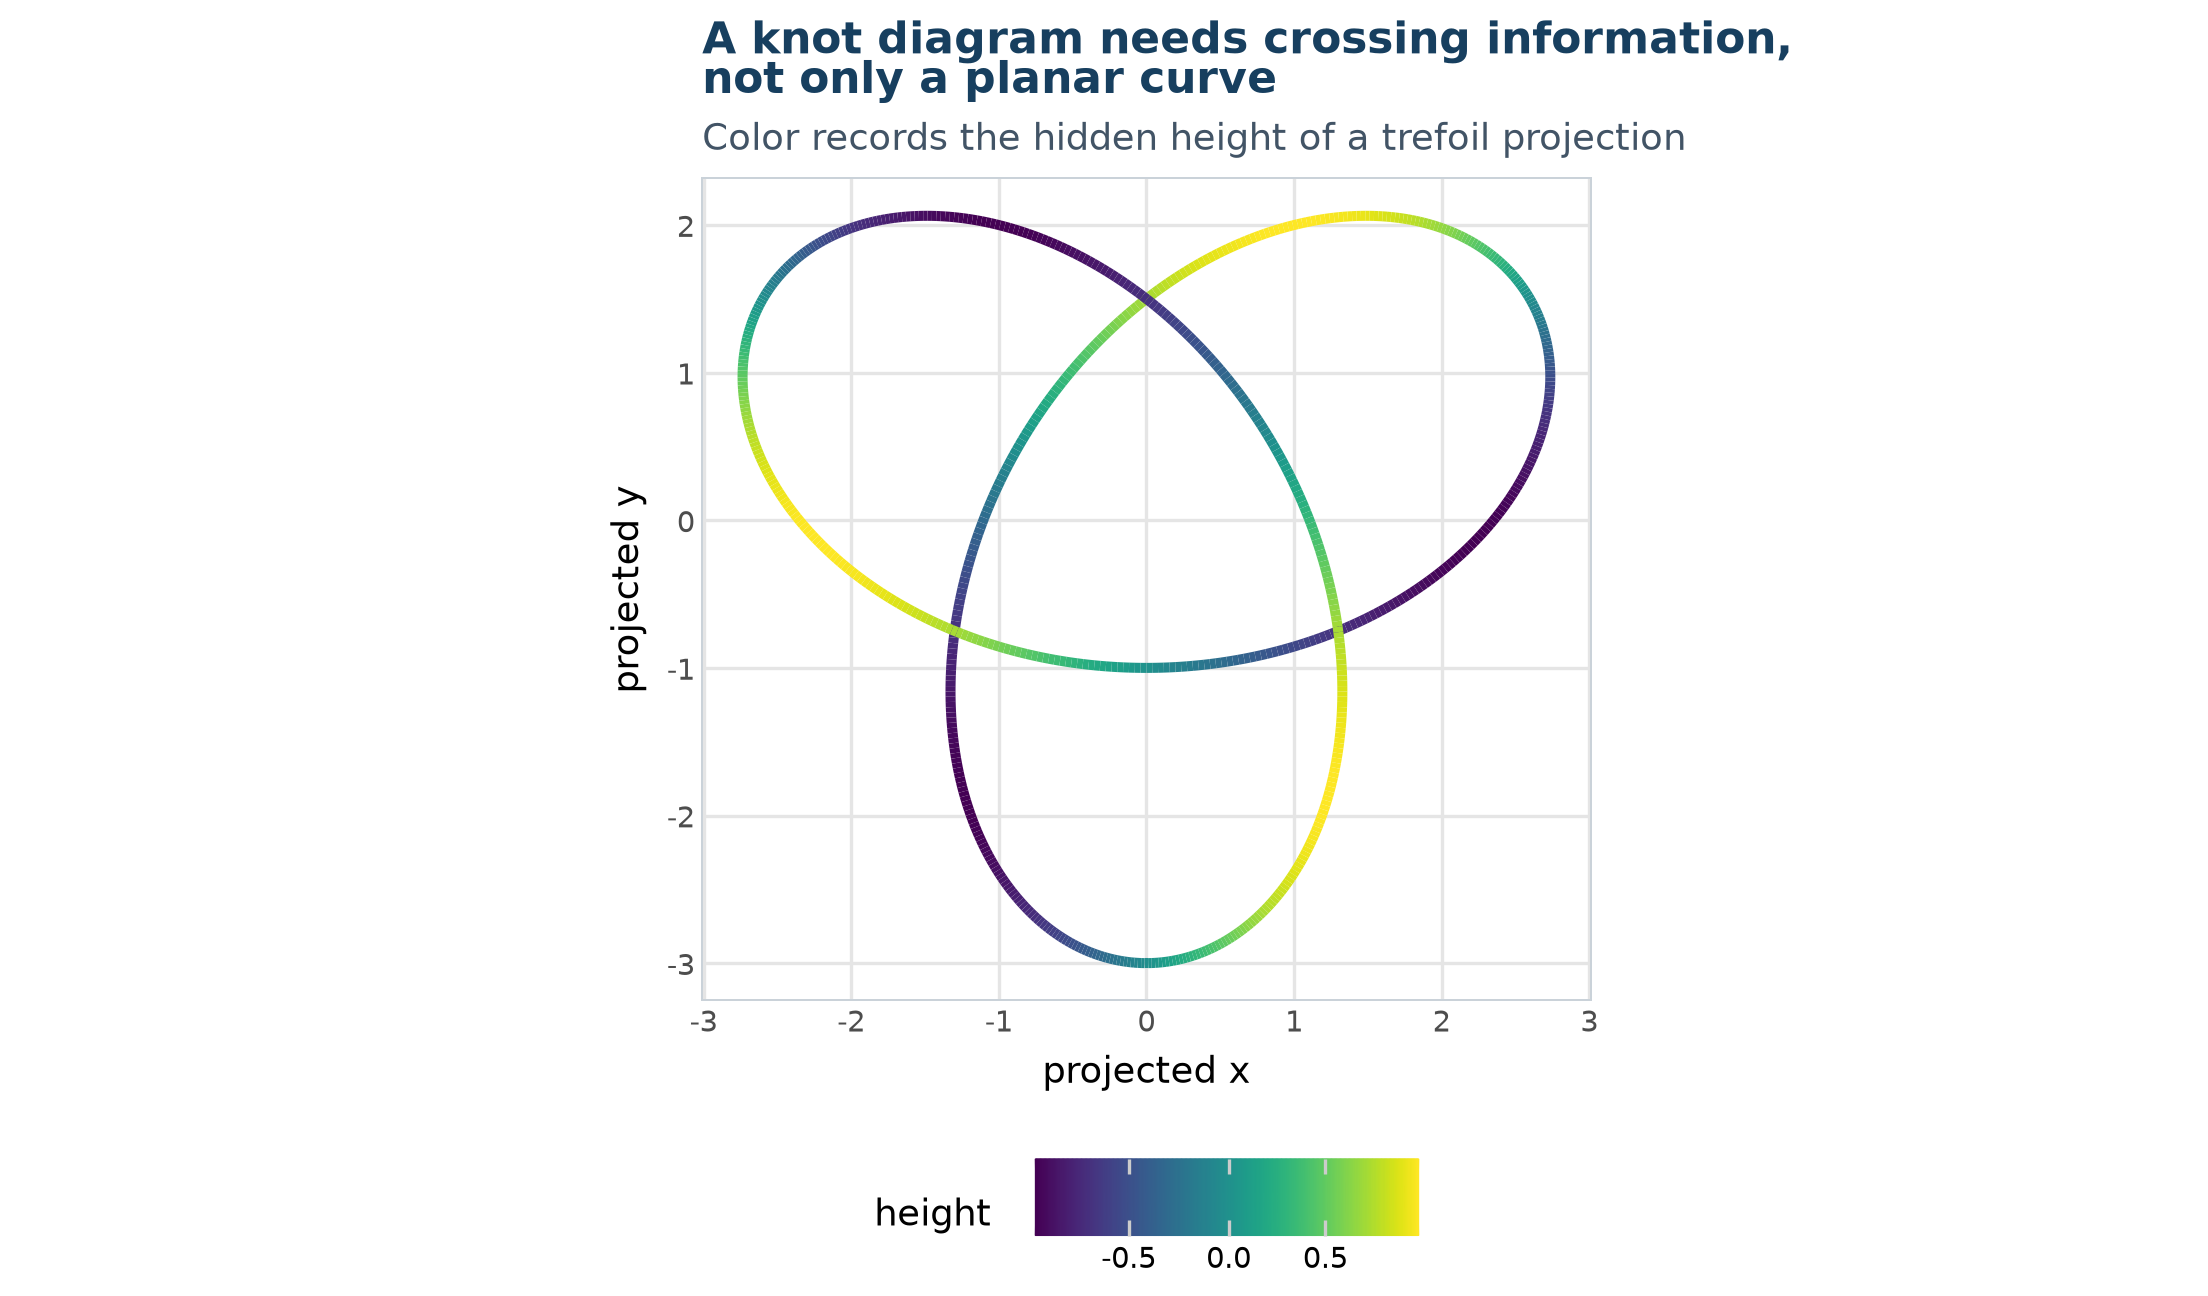 A knot diagram needs crossing information,
not only a planar curve
Color records the hidden height of a trefoil projection
projected y
2
1
0
-1
-2
-3
-3 -2 -1 0 1 2 3
projected x
height
-0.5 0.0 0.5